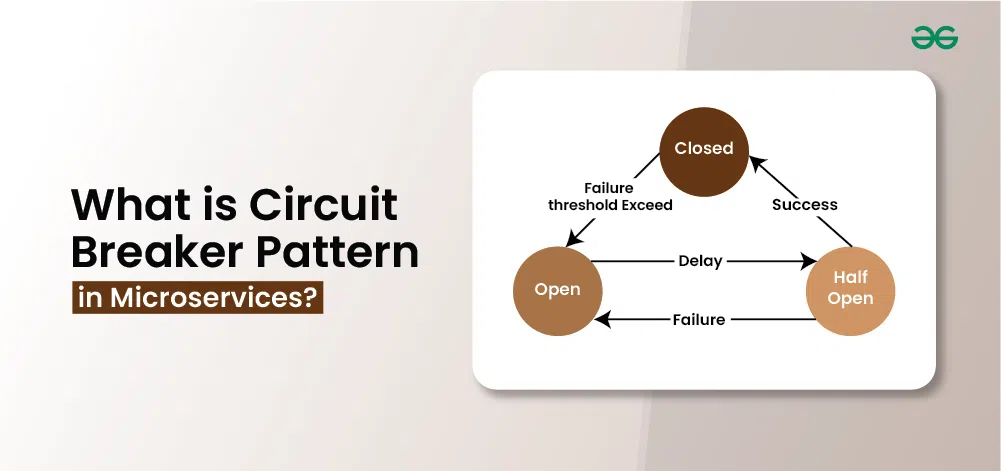 What is Circuit
Breaker Pattern
in Microservices?
Closed
Failure
threshold Exceed
Success
Open
Delay
Half
Open
Failure